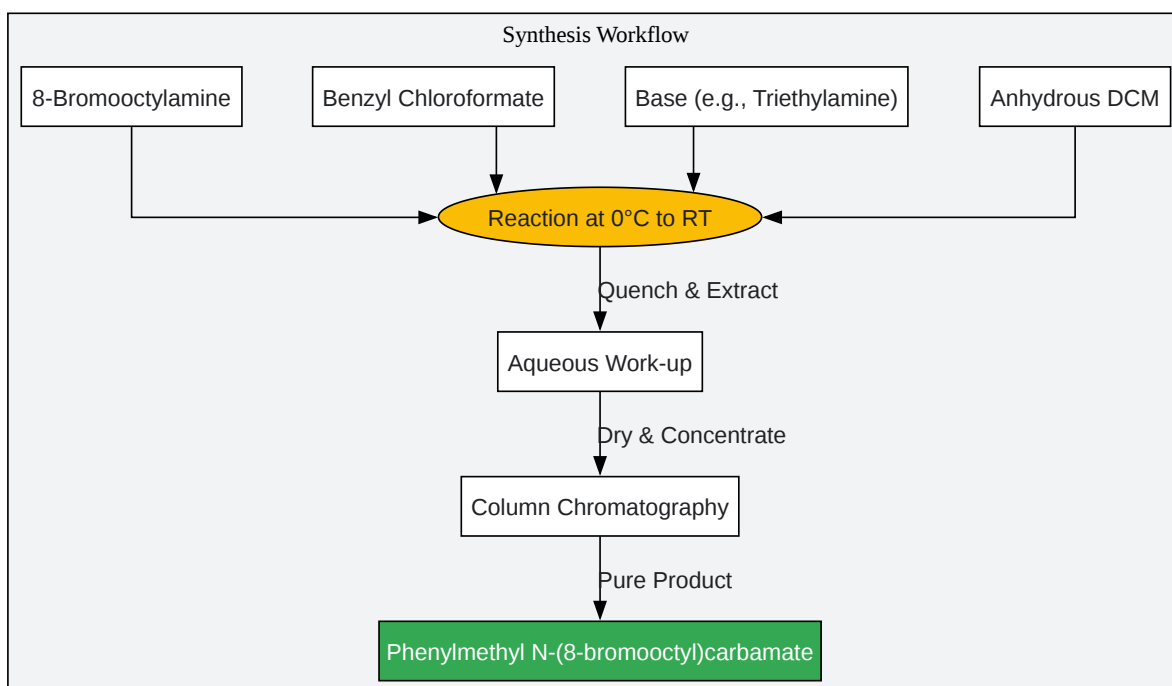 Synthesis Workflow
8-Bromooctylamine
Benzyl Chloroformate
Base (e.g., Triethylamine)
Anhydrous DCM
Reaction at 0°C to RT
Quench & Extract
Aqueous Work-up
Dry & Concentrate
Column Chromatography
Pure Product
Phenylmethyl N-(8-bromooctyl)carbamate